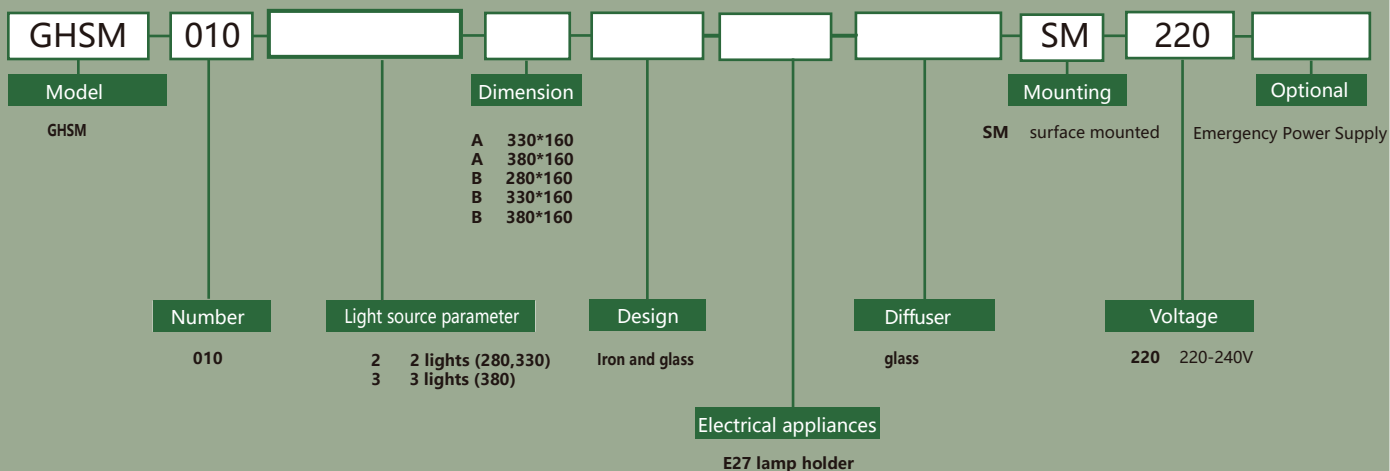 GHSM 010 SM 220
Model Dimension Mounting Optional
GHSM
SM surface mounted Emergency Power Supply
A 330*160
A 380*160
B 280*160
B 330*160
B 380*160
Number Light source parameter Design Diffuser Voltage
010
2 2 lights (280,330)
3 3 lights (380)
Iron and glass
glass
220 220-240V
Electrical appliances
E27 lamp holder